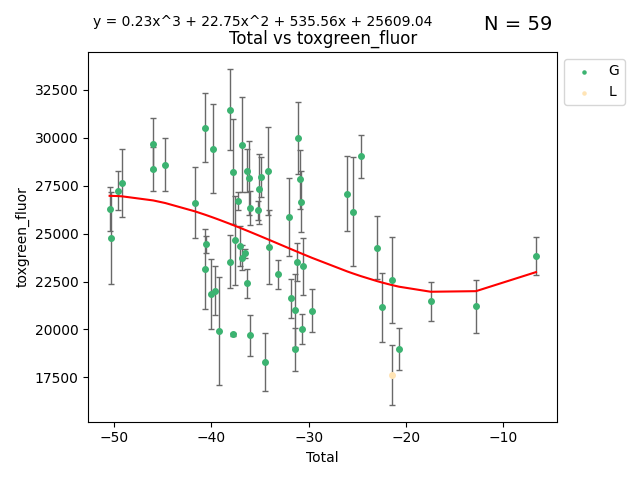 y = 0.23x^3 + 22.75x^2 + 535.56x + 25609.04
N = 59
Total vs toxgreen_fluor
G
L
toxgreen_fluor
32500
30000
27500
25000
22500
20000
17500
−50
−40
−30
−20
−10
Total